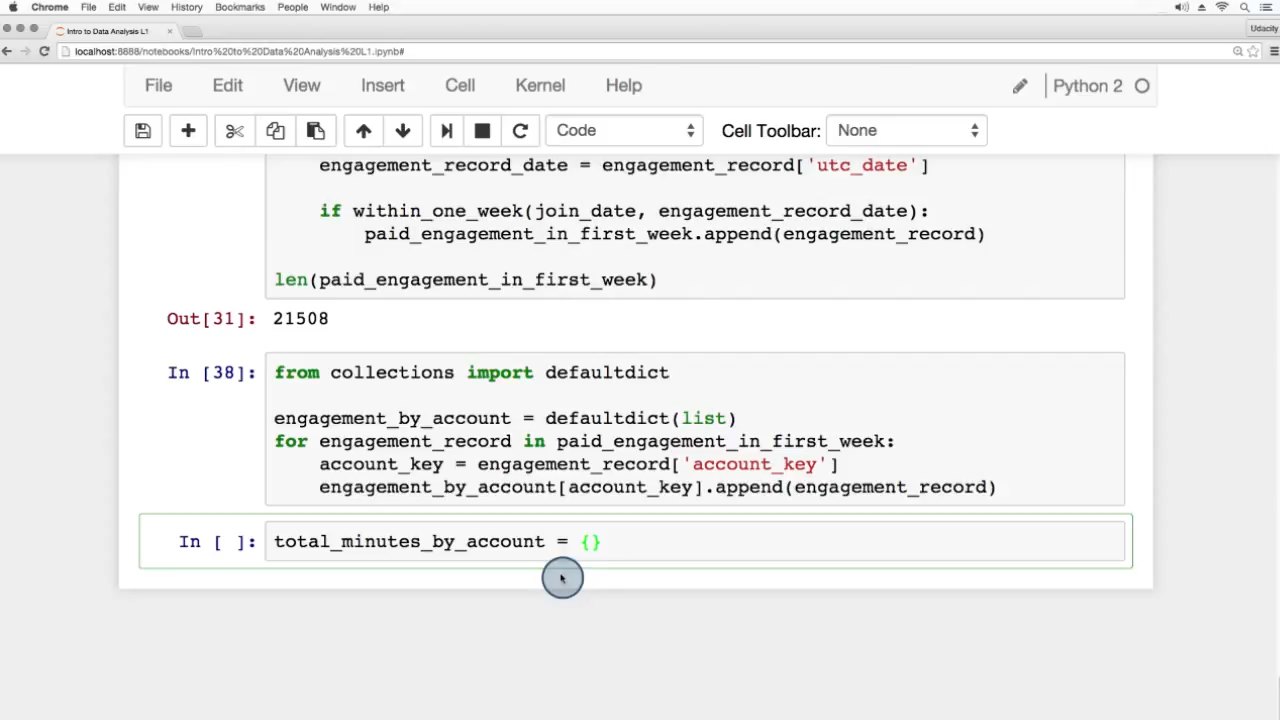 Chrome File Edit View History Bookmarks People Window Help
Intro to Data Analysis L1
Udacity
localhost:8888/notebooks/Intro%20to%20Data%20Analysis%20L1.ipynb#
File Edit View Insert Cell Kernel Help Python 2
Code Cell Toolbar: None
engagement_record_date = engagement_record['utc_date']
if within_one_week(join_date, engagement_record_date):
paid_engagement_in_first_week.append(engagement_record)
len(paid_engagement_in_first_week)
Out[31]: 21508
In [38]: from collections import defaultdict
engagement_by_account = defaultdict(list)
for engagement_record in paid_engagement_in_first_week:
account_key = engagement_record['account_key']
engagement_by_account[account_key].append(engagement_record)
In [ ]: total_minutes_by_account = {}